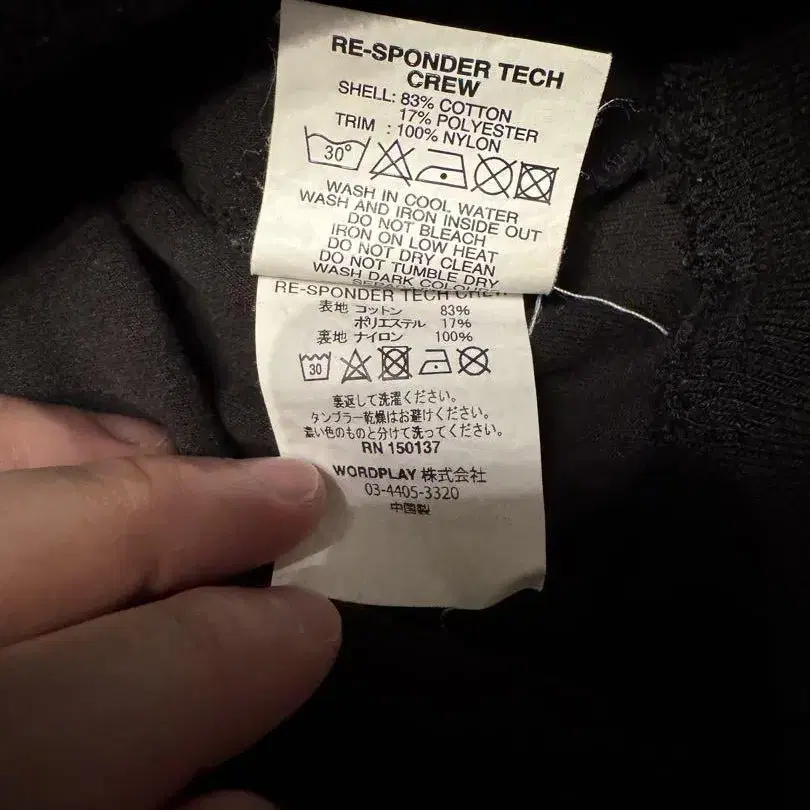 RE-SPONDER TECH
CREW
SHELL: 83% COTTON
17% POLYESTER
TRIM : 100% NYLON
30°
WASH IN COOL WATER
WASH AND IRON INSIDE OUT
DO NOT BLEACH
IRON ON LOW HEAT
DO NOT DRY CLEAN
DO NOT TUMBLE DRY
WASH DARK COLOURS
RE-SPONDER TECH CREW
表地 コットン 83%
ポリエステル 17%
裏地 ナイロン 100%
30
裏返して洗濯ください。
タンブラー乾燥はお避けください。
濃い色のものと分けて洗ってください。
RN 150137
WORDPLAY 株式会社
03-4405-3320
中国製